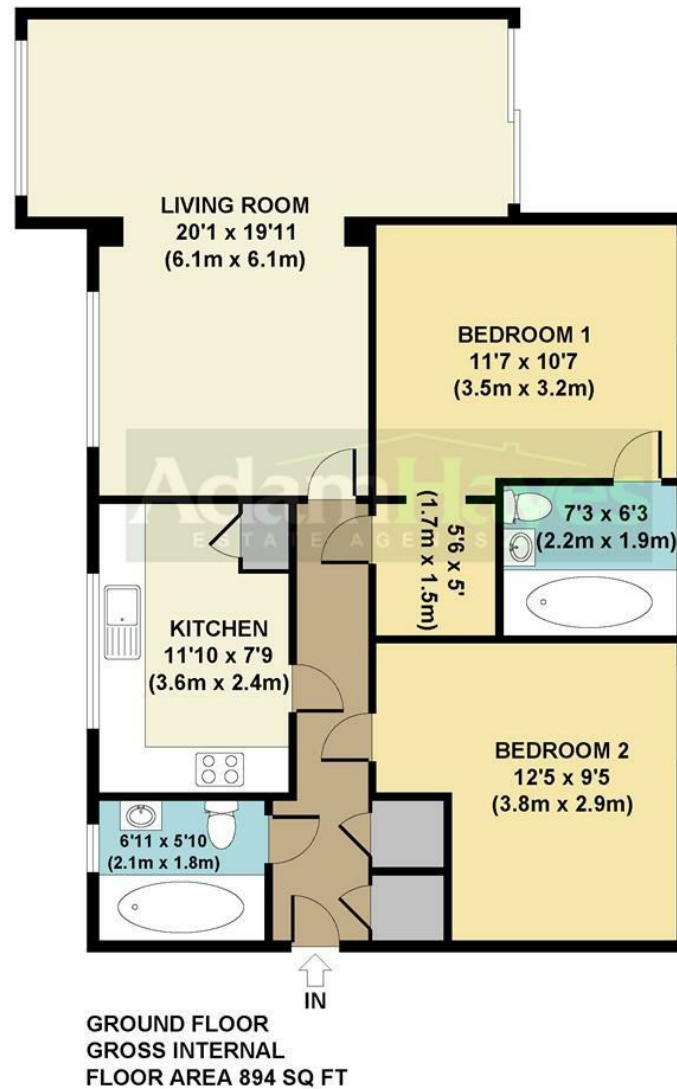 LIVING ROOM
20'1 x 19'11
(6.1m x 6.1m)
BEDROOM 1
11'7 x 10'7
(3.5m x 3.2m)
AdamHayes
ESTATE AGENTS
7'3 x 6'3
(2.2m x 1.9m)
5'6 x 5'
(1.7m x 1.5m)
KITCHEN
11'10 x 7'9
(3.6m x 2.4m)
BEDROOM 2
12'5 x 9'5
(3.8m x 2.9m)
6'11 x 5'10
(2.1m x 1.8m)
IN
GROUND FLOOR
GROSS INTERNAL
FLOOR AREA 894 SQ FT